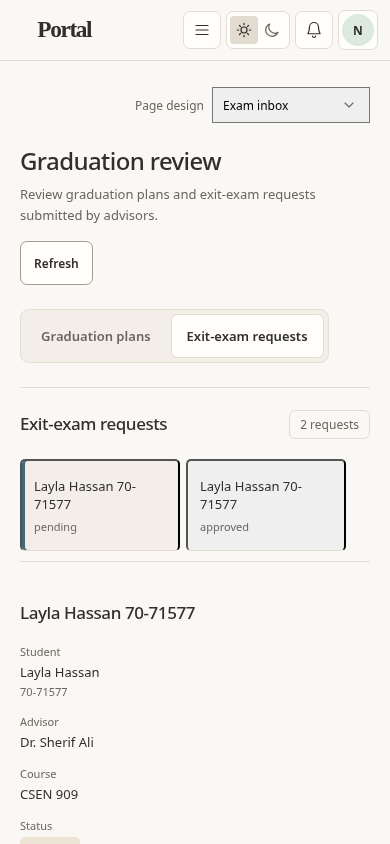 Portal
N
Page design
Exam inbox
Graduation review
Review graduation plans and exit-exam requests
submitted by advisors.
Refresh
Graduation plans
Exit-exam requests
Exit-exam requests
2 requests
Layla Hassan 70-
71577
pending
Layla Hassan 70-
71577
approved
Layla Hassan 70-71577
Student
Layla Hassan
70-71577
Advisor
Dr. Sherif Ali
Course
CSEN 909
Status